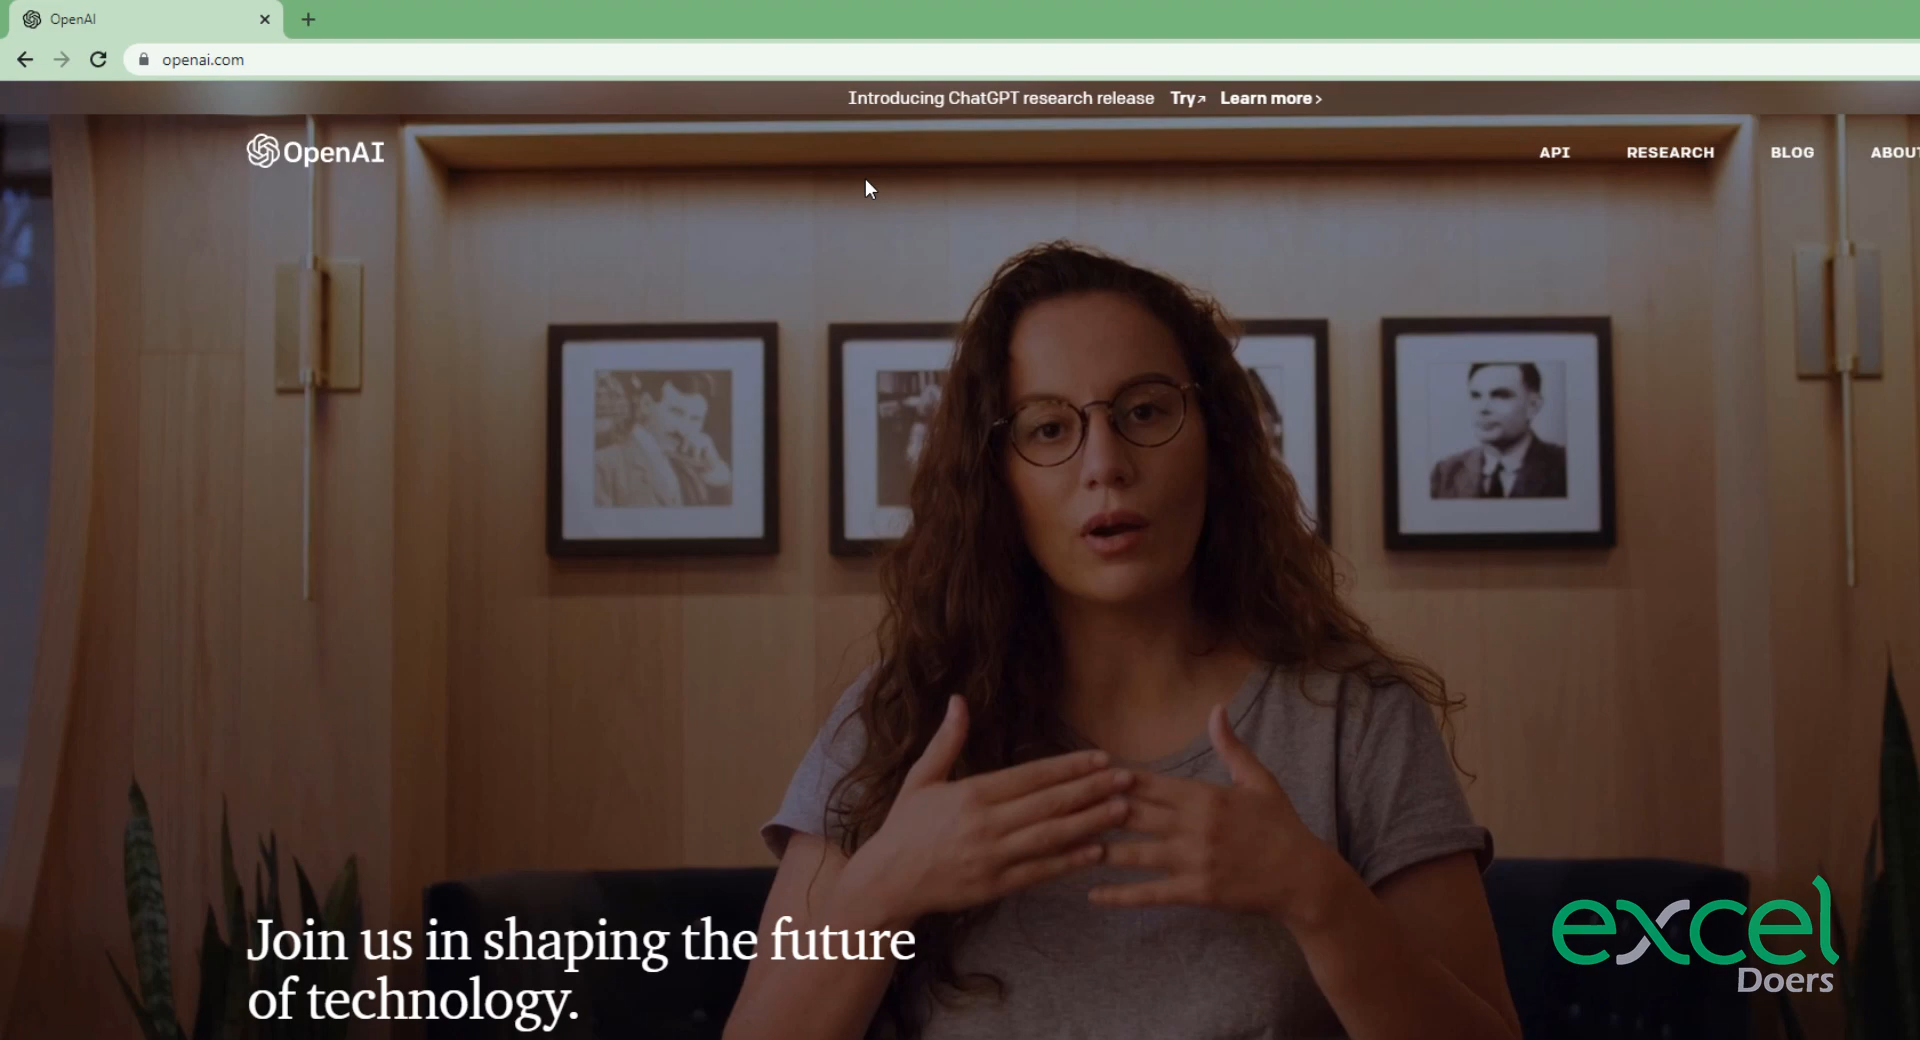 OpenAI
openai.com
Introducing ChatGPT research release Try↗ Learn more >
OpenAI
API RESEARCH BLOG ABOUT
Join us in shaping the future
of technology.
excel
Doers